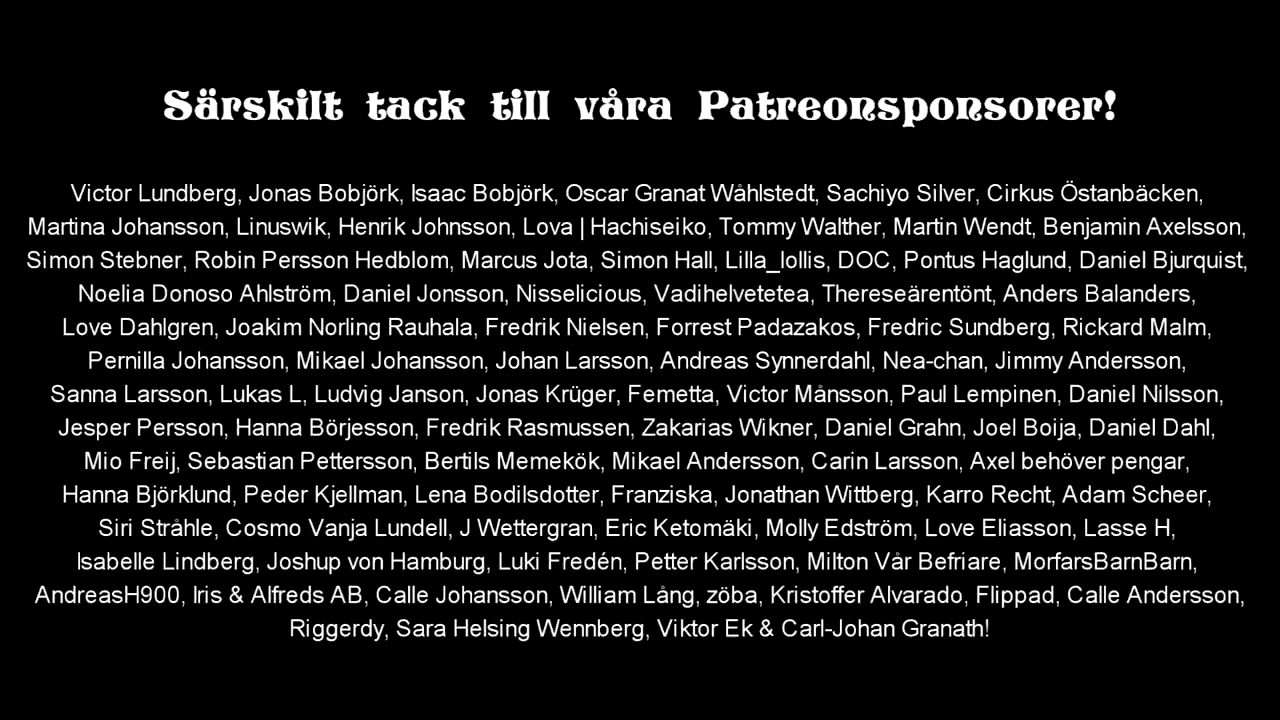 Särskilt tack till våra Patreonsponsorer!
Victor Lundberg, Jonas Bobjörk, Isaac Bobjörk, Oscar Granat Wåhlstedt, Sachiyo Silver, Cirkus Östanbäcken,
Martina Johansson, Linuswik, Henrik Johnsson, Lova | Hachiseiko, Tommy Walther, Martin Wendt, Benjamin Axelsson,
Simon Stebner, Robin Persson Hedblom, Marcus Jota, Simon Hall, Lilla_lollis, DOC, Pontus Haglund, Daniel Bjurquist,
Noelia Donoso Ahlström, Daniel Jonsson, Nisselicious, Vadihelvetetea, Thereseärentönt, Anders Balanders,
Love Dahlgren, Joakim Norling Rauhala, Fredrik Nielsen, Forrest Padazakos, Fredric Sundberg, Rickard Malm,
Pernilla Johansson, Mikael Johansson, Johan Larsson, Andreas Synnerdahl, Nea-chan, Jimmy Andersson,
Sanna Larsson, Lukas L, Ludvig Janson, Jonas Krüger, Femetta, Victor Månsson, Paul Lempinen, Daniel Nilsson,
Jesper Persson, Hanna Börjesson, Fredrik Rasmussen, Zakarias Wikner, Daniel Grahn, Joel Boija, Daniel Dahl,
Mio Freij, Sebastian Pettersson, Bertils Memekök, Mikael Andersson, Carin Larsson, Axel behöver pengar,
Hanna Björklund, Peder Kjellman, Lena Bodilsdotter, Franziska, Jonathan Wittberg, Karro Recht, Adam Scheer,
Siri Stråhle, Cosmo Vanja Lundell, J Wettergran, Eric Ketomäki, Molly Edström, Love Eliasson, Lasse H,
Isabelle Lindberg, Joshup von Hamburg, Luki Fredén, Petter Karlsson, Milton Vår Befriare, MorfarsBarnBarn,
AndreasH900, Iris & Alfreds AB, Calle Johansson, William Lång, zöba, Kristoffer Alvarado, Flippad, Calle Andersson,
Riggerdy, Sara Helsing Wennberg, Viktor Ek & Carl-Johan Granath!